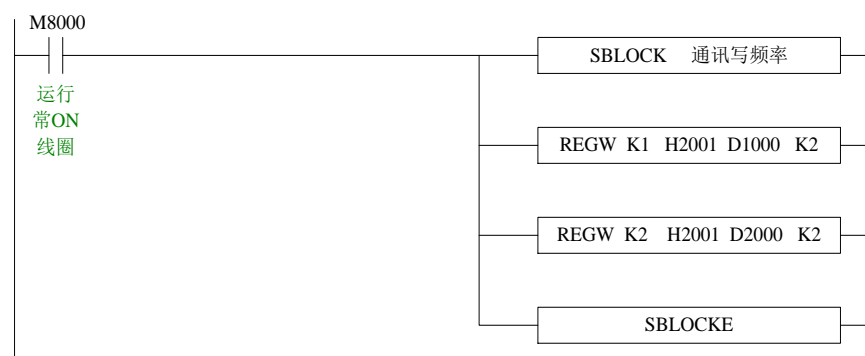 M8000
运行
常ON
线圈
SBLOCK 通讯写频率
REGW K1 H2001 D1000 K2
REGW K2 H2001 D2000 K2
SBLOCKE